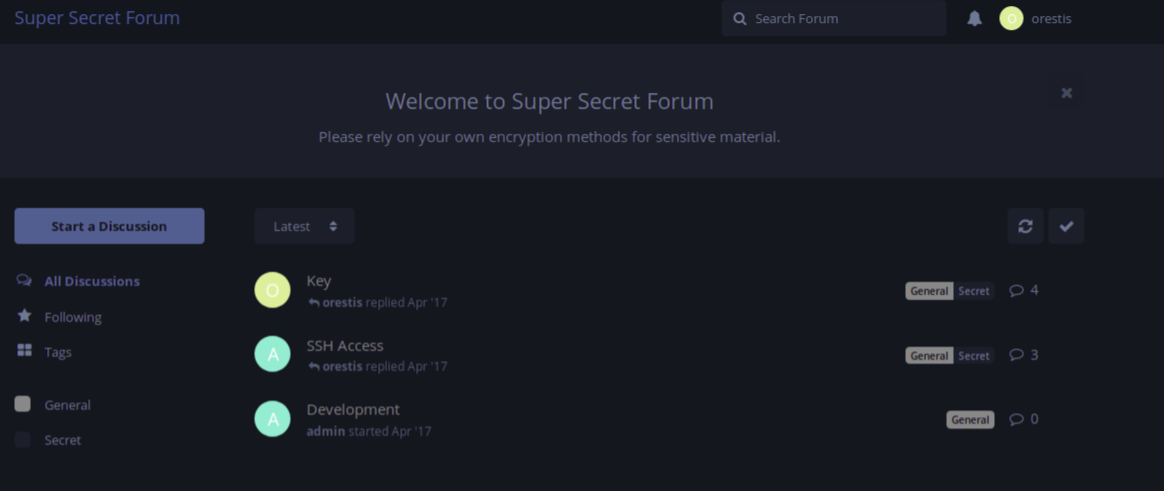 Super Secret Forum
Search Forum
O orestis
Welcome to Super Secret Forum
Please rely on your own encryption methods for sensitive material.
Start a Discussion
Latest
All Discussions
Following
Tags
General
Secret
O Key
orestis replied Apr '17
General Secret 4
A SSH Access
orestis replied Apr '17
General Secret 3
A Development
admin started Apr '17
General 0